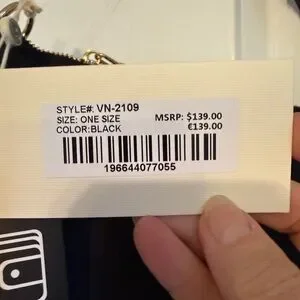 STYLE#: VN-2109
SIZE: ONE SIZE MSRP: $139.00
COLOR:BLACK €139.00
196644077055